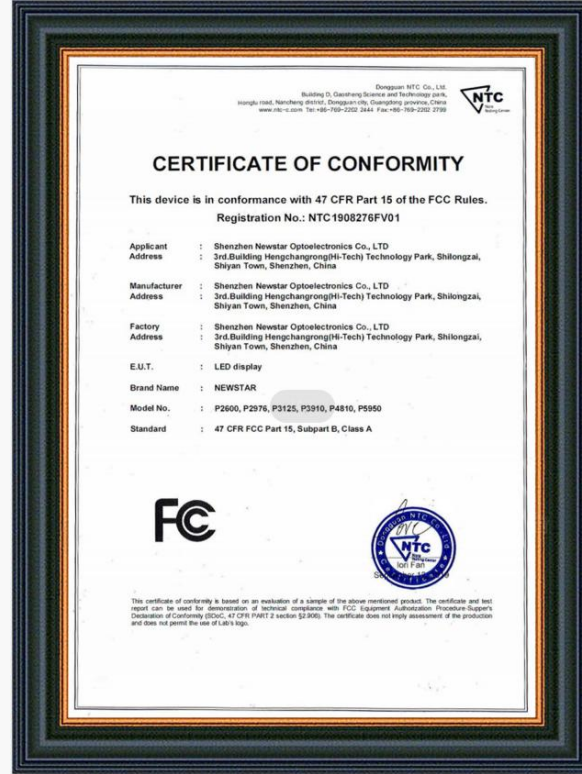 Dongguan NTC Co., Ltd.
Building D, Gaosheng Science and Technology park,
Hongtu road, Nancheng district, Dongguan city, Guangdong province, China
www.ntc-c.com Tel:+86-769-2202 2444 Fax:+86-769-2202 2799
NTC
Testing Center
CERTIFICATE OF CONFORMITY
This device is in conformance with 47 CFR Part 15 of the FCC Rules.
Registration No.: NTC1908276FV01
Applicant : Shenzhen Newstar Optoelectronics Co., LTD
Address : 3rd.Building Hengchangrong(Hi-Tech) Technology Park, Shilongzai,
Shiyan Town, Shenzhen, China
Manufacturer : Shenzhen Newstar Optoelectronics Co., LTD
Address : 3rd.Building Hengchangrong(Hi-Tech) Technology Park, Shilongzai,
Shiyan Town, Shenzhen, China
Factory : Shenzhen Newstar Optoelectronics Co., LTD
Address : 3rd.Building Hengchangrong(Hi-Tech) Technology Park, Shilongzai,
Shiyan Town, Shenzhen, China
E.U.T. : LED display
Brand Name : NEWSTAR
Model No. : P2600, P2976, P3125, P3910, P4810, P5950
Standard : 47 CFR FCC Part 15, Subpart B, Class A
FC
Dongguan NTC Co., Ltd
NTC
Testing Center
Iori Fan
Certificate
This certificate of conformity is based on an evaluation of a sample of the above mentioned product. The certificate and test
report can be used for demonstration of technical compliance with FCC Equipment Authorization Procedure-Supper's
Declaration of Conformity (SDoC, 47 CFR PART 2 section §2.906). The certificate does not imply assessment of the production
and does not permit the use of Lab's logo.